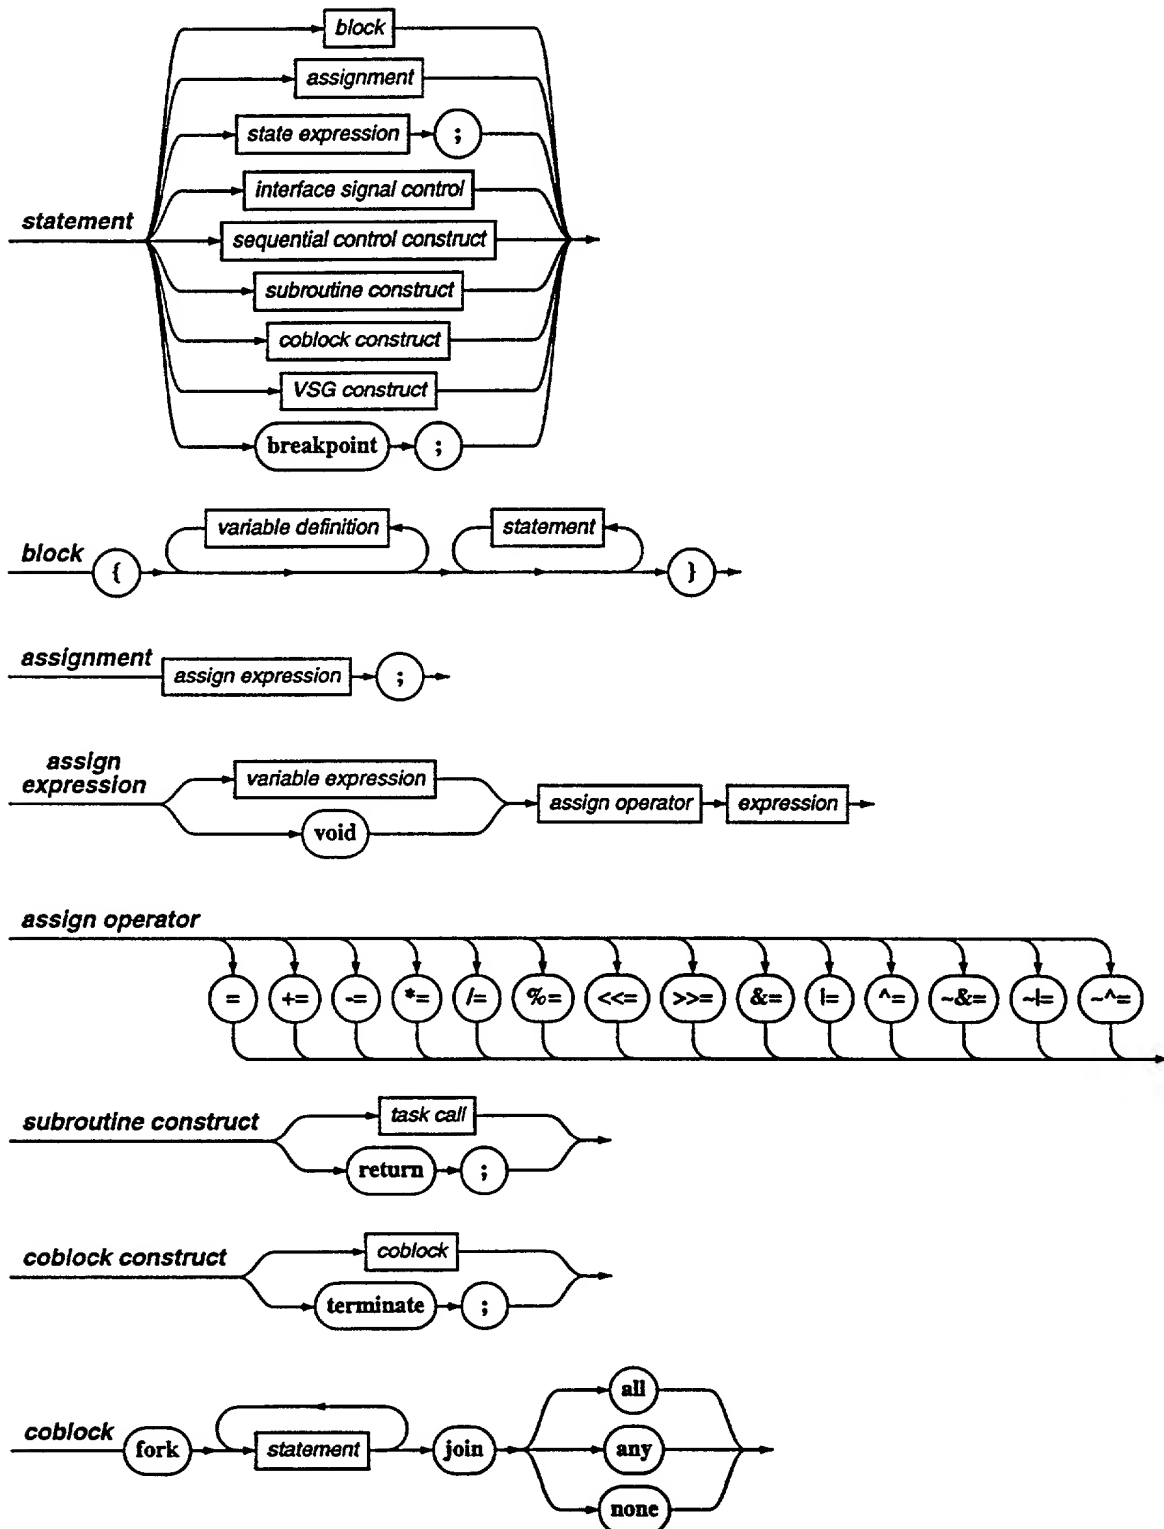 block
assignment
state expression ;
interface signal control
statement
sequential control construct
subroutine construct
coblock construct
VSG construct
breakpoint ;
variable definition statement
block { }
assignment
assign expression ;
assign
expression
variable expression
assign operator expression
void
assign operator
= += -= *= /= %= <<= >>= &= |= ^= ~&= ~|= ~^=
task call
subroutine construct
return ;
coblock
coblock construct
terminate ;
all
coblock fork statement join any
none